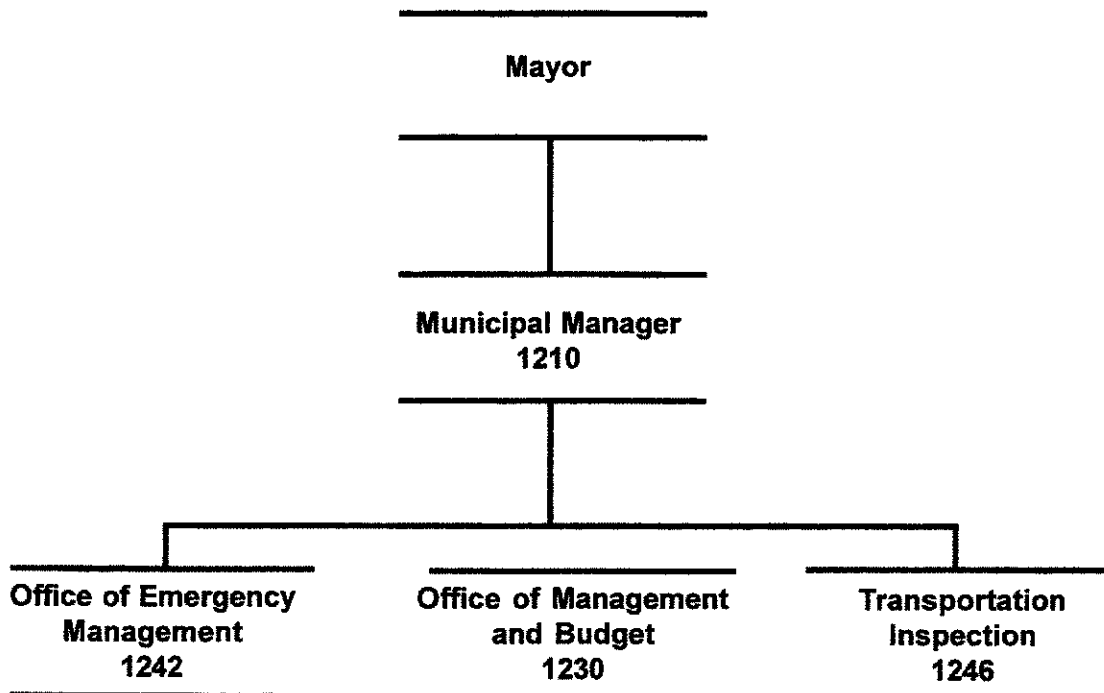 Mayor
Municipal Manager
1210
Office of Emergency
Management
1242
Office of Management
and Budget
1230
Transportation
Inspection
1246